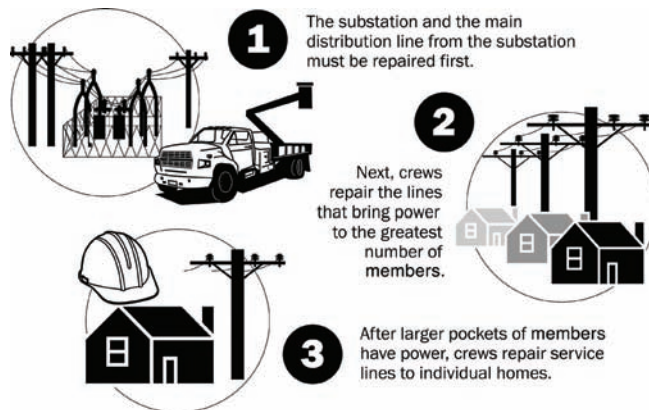 1
The substation and the main
distribution line from the substation
must be repaired first.
2
Next, crews
repair the lines
that bring power
to the greatest
number of
members.
3
After larger pockets of members
have power, crews repair service
lines to individual homes.